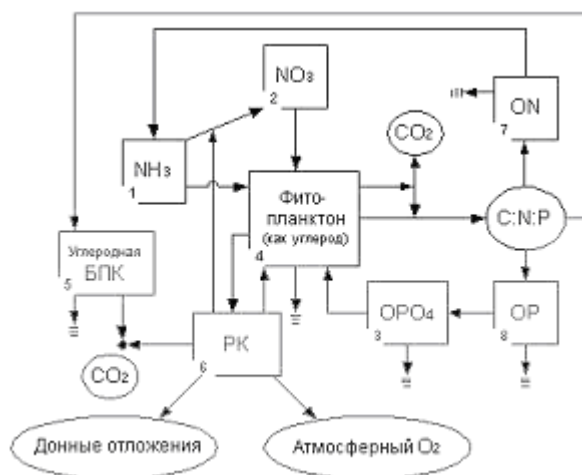 NO₃
2
ON
7
CO₂
NH₃
1
Фито-
планктон
(как углерод)
4
C:N:P
Углеродная
БПК
5
OPO₄
3
OP
8
РК
6
CO₂
Донные отложения
Атмосферный O₂